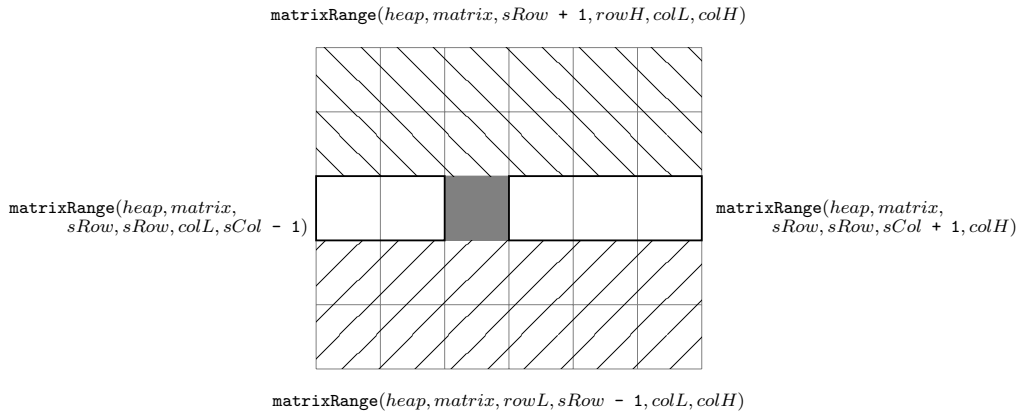 matrixRange(heap, matrix, sRow + 1, rowH, colL, colH)
matrixRange(heap, matrix,
sRow, sRow, colL, sCol - 1)
matrixRange(heap, matrix,
sRow, sRow, sCol + 1, colH)
matrixRange(heap, matrix, rowL, sRow - 1, colL, colH)